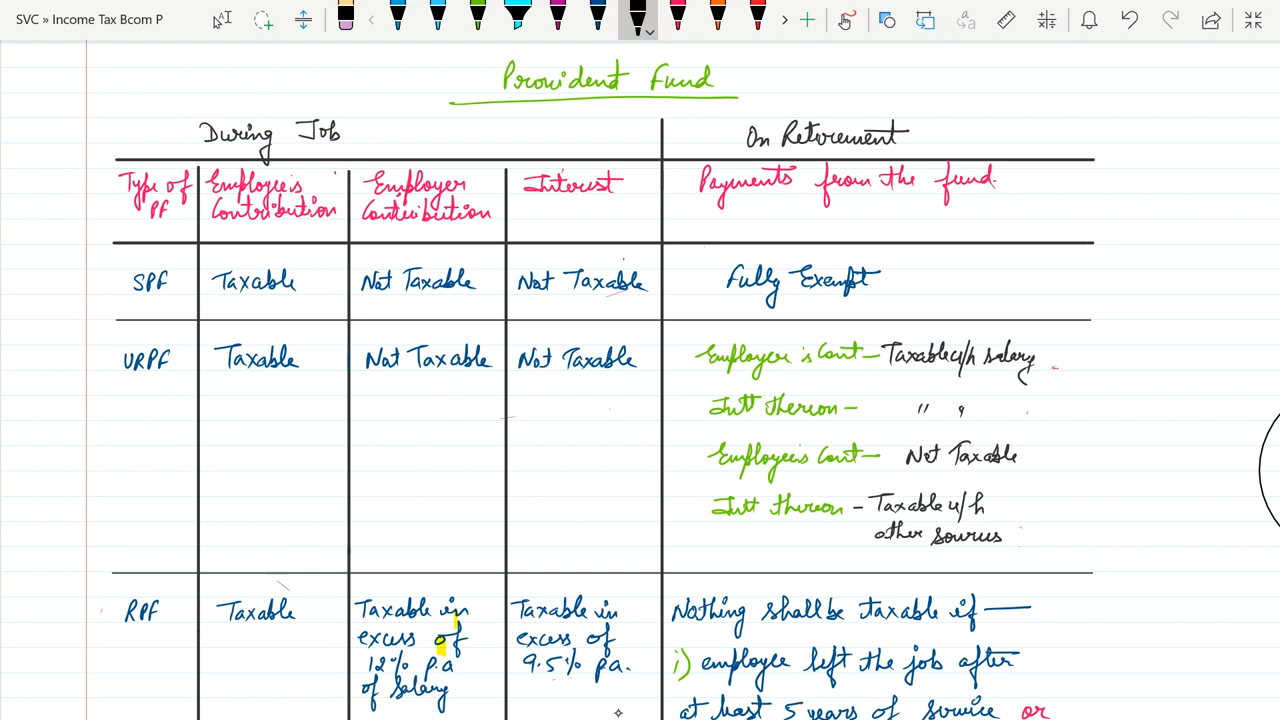 SVC » Income Tax Bcom P
Provident Fund
During Job
On Retirement
Type of PF
Employee's Contribution
Employer Contribution
Interest
Payments from the fund.
SPF
Taxable
Not Taxable
Not Taxable
Fully Exempt
URPF
Taxable
Not Taxable
Not Taxable
Employer's Cont — Taxable u/h salary
Intt thereon — " "
Employee's Cont — Not Taxable
Intt thereon — Taxable u/h
other sources
RPF
Taxable
Taxable in
excess of
12% p.a
of salary
Taxable in
excess of
9.5% p.a.
Nothing shall be taxable if —
i) employee left the job after
at least 5 years of service or